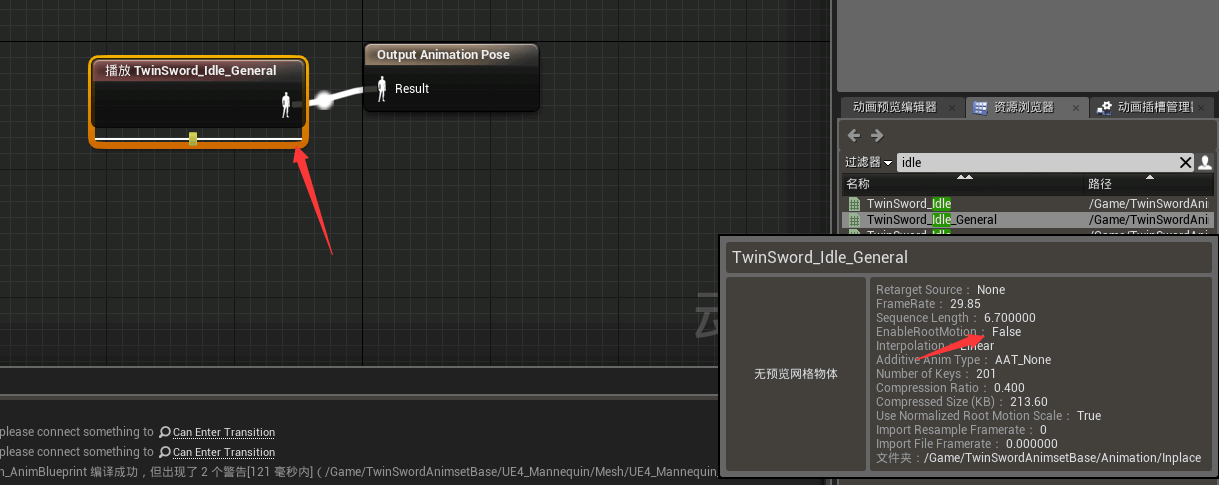 播放 TwinSword_Idle_General
Output Animation Pose
Result
动
动画预览编辑器
资源浏览器
动画插槽管理
过滤器
idle
名称
路径
TwinSword_Idle
/Game/TwinSwordAni
TwinSword_Idle_General
/Game/TwinSwordAni
TwinSword_Idle_General
无预览网格物体
Retarget Source : None
FrameRate : 29.85
Sequence Length : 6.700000
EnableRootMotion : False
Interpolation : Linear
Additive Anim Type : AAT_None
Number of Keys : 201
Compression Ratio : 0.400
Compressed Size (KB) : 213.60
Use Normalized Root Motion Scale : True
Import Resample Framerate : 0
Import File Framerate : 0.000000
文件夹 : /Game/TwinSwordAnimsetBase/Animation/Inplace
please connect something to Can Enter Transition
please connect something to Can Enter Transition
n_AnimBlueprint 编译成功，但出现了 2 个警告[121 毫秒内] ( /Game/TwinSwordAnimsetBase/UE4_Mannequin/Mesh/UE4_Mannequin_